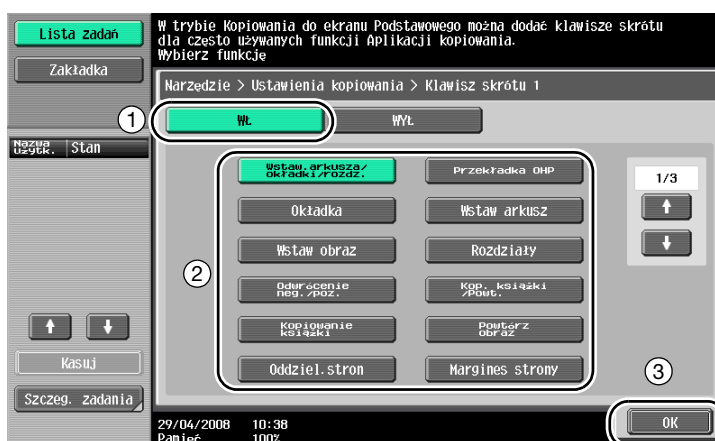 Lista zadań
Zakładka
W trybie Kopiowania do ekranu Podstawowego można dodać klawisze skrótu
dla często używanych funkcji Aplikacji kopiowania.
Wybierz funkcję
Narzędzie > Ustawienia kopiowania > Klawisz skrótu 1
1
WŁ
WYŁ
Nazwa
użytk.
Stan
Wstaw.arkusza/
okładki/rozdz.
Przekładka OHP
1/3
Okładka
Wstaw arkusz
Wstaw obraz
Rozdziały
2
Odwrócenie
neg./poz.
Kop. książki
/Powt.
Kopiowanie
książki
Powtórz
obraz
Oddziel.stron
Margines strony
Kasuj
3
Szczeg. zadania
OK
29/04/2008 10:38
Pamięć 100%